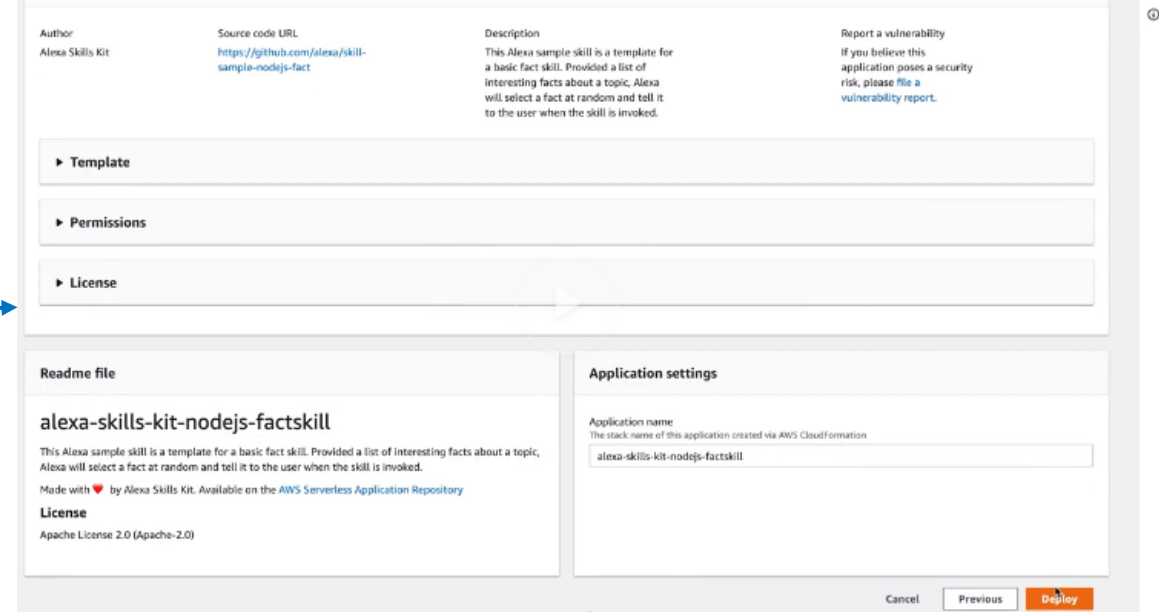 Author
Alexa Skills Kit
Source code URL
https://github.com/alexa/skill-
sample-nodejs-fact
Description
This Alexa sample skill is a template for
a basic fact skill. Provided a list of
interesting facts about a topic, Alexa
will select a fact at random and tell it
to the user when the skill is invoked.
Report a vulnerability
If you believe this
application poses a security
risk, please file a
vulnerability report.
Template
Permissions
License
Readme file
alexa-skills-kit-nodejs-factskill
This Alexa sample skill is a template for a basic fact skill. Provided a list of interesting facts about a topic,
Alexa will select a fact at random and tell it to the user when the skill is invoked.
Made with ❤ by Alexa Skills Kit. Available on the AWS Serverless Application Repository
License
Apache License 2.0 (Apache-2.0)
Application settings
Application name
The stack name of this application created via AWS CloudFormation
alexa-skills-kit-nodejs-factskill
Cancel
Previous
Deploy